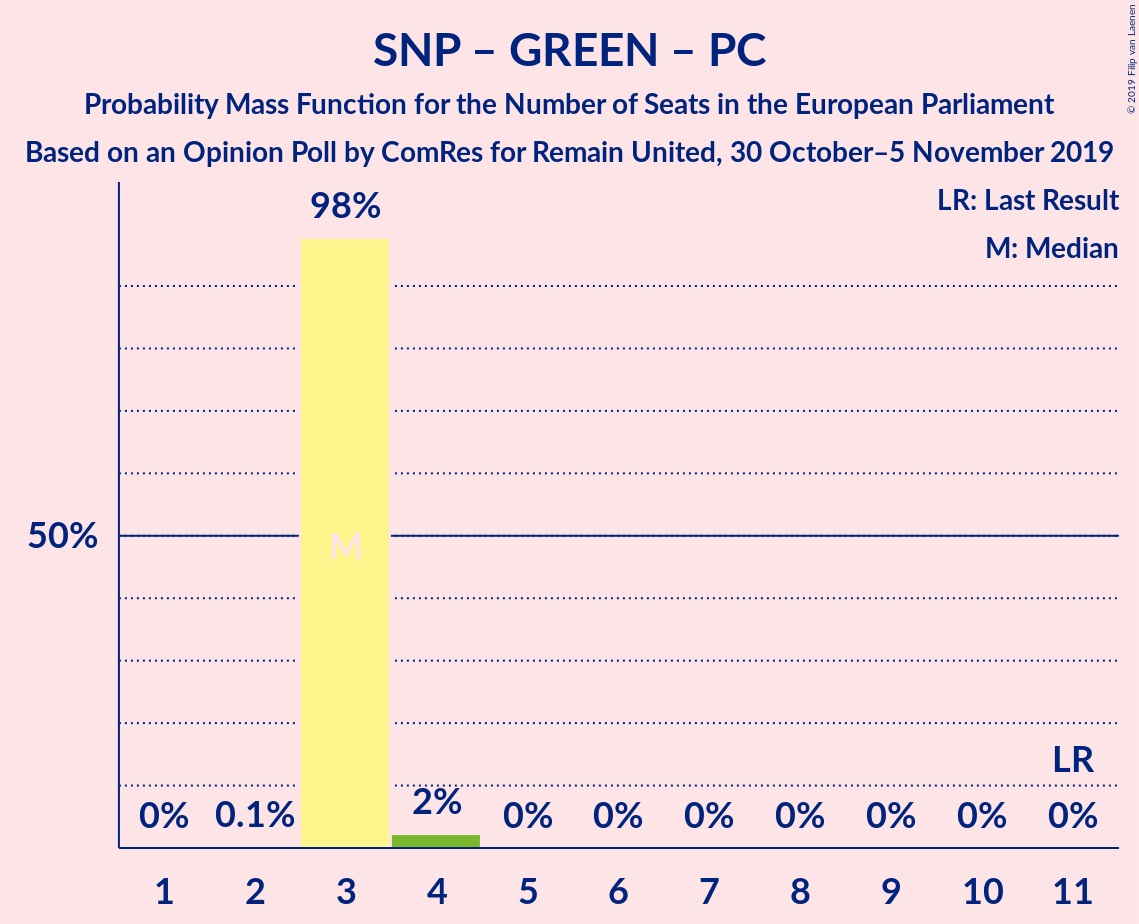 SNP – GREEN – PC
Probability Mass Function for the Number of Seats in the European Parliament
Based on an Opinion Poll by ComRes for Remain United, 30 October–5 November 2019
© 2019 Filip van Laenen
LR: Last Result
M: Median
98%
50%
M
LR
0% 0.1% 2% 0% 0% 0% 0% 0% 0% 0%
1 2 3 4 5 6 7 8 9 10 11